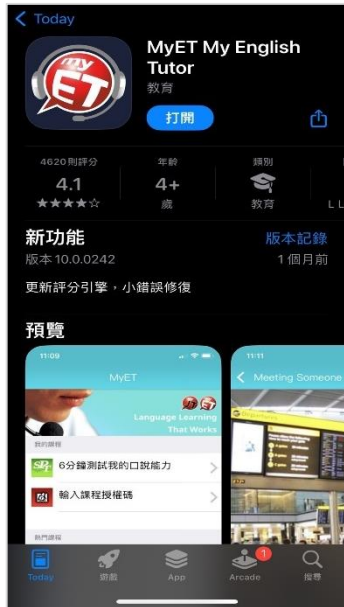 Today
my
ET
MyET My English
Tutor
教育
打開
4620則評分
4.1
年齡
4+
歲
類別
教育
新功能
版本記錄
版本 10.0.0242
1 個月前
更新評分引擎，小錯誤修復
預覽
11:09
MyET
Language Learning
That Works
我的課程
6分鐘測試我的口說能力
輸入課程授權碼
熱門課程
11:11
Meeting Someone
Today
遊戲
App
Arcade
1
搜尋